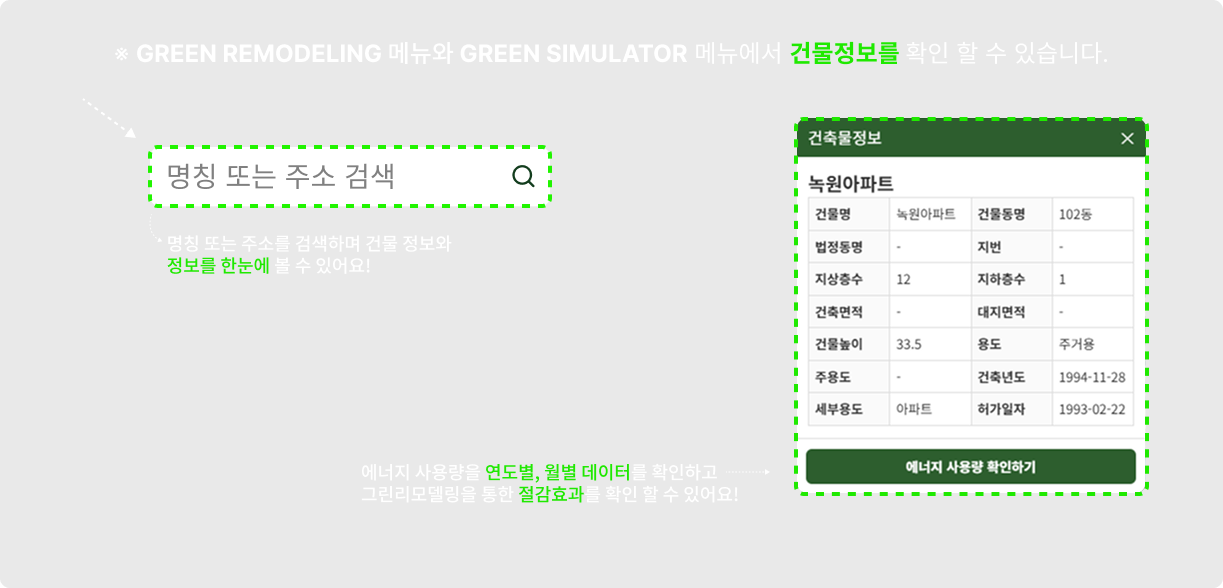 ※ GREEN REMODELING 메뉴와 GREEN SIMULATOR 메뉴에서 건물정보를 확인 할 수 있습니다.
명칭 또는 주소 검색
명칭 또는 주소를 검색하며 건물 정보와
정보를 한눈에 볼 수 있어요!
건축물정보
녹원아파트
건물명 녹원아파트 건물동명 102동
법정동명 - 지번 -
지상층수 12 지하층수 1
건축면적 - 대지면적 -
건물높이 33.5 용도 주거용
주용도 - 건축년도 1994-11-28
세부용도 아파트 허가일자 1993-02-22
에너지 사용량 확인하기
에너지 사용량을 연도별, 월별 데이터를 확인하고
그린리모델링을 통한 절감효과를 확인 할 수 있어요!